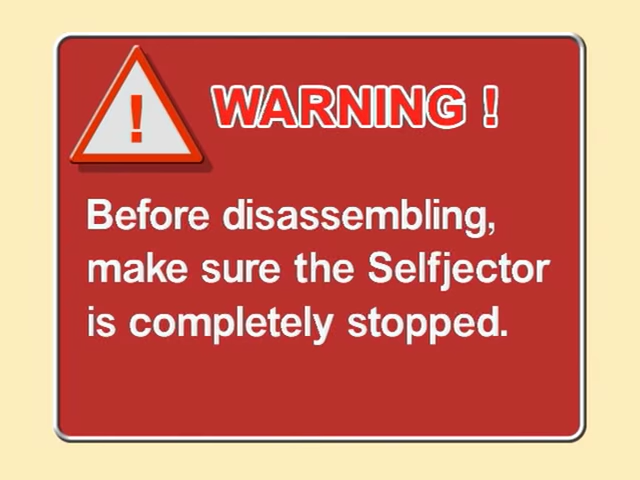 WARNING !
Before disassembling,
make sure the Selfjector
is completely stopped.